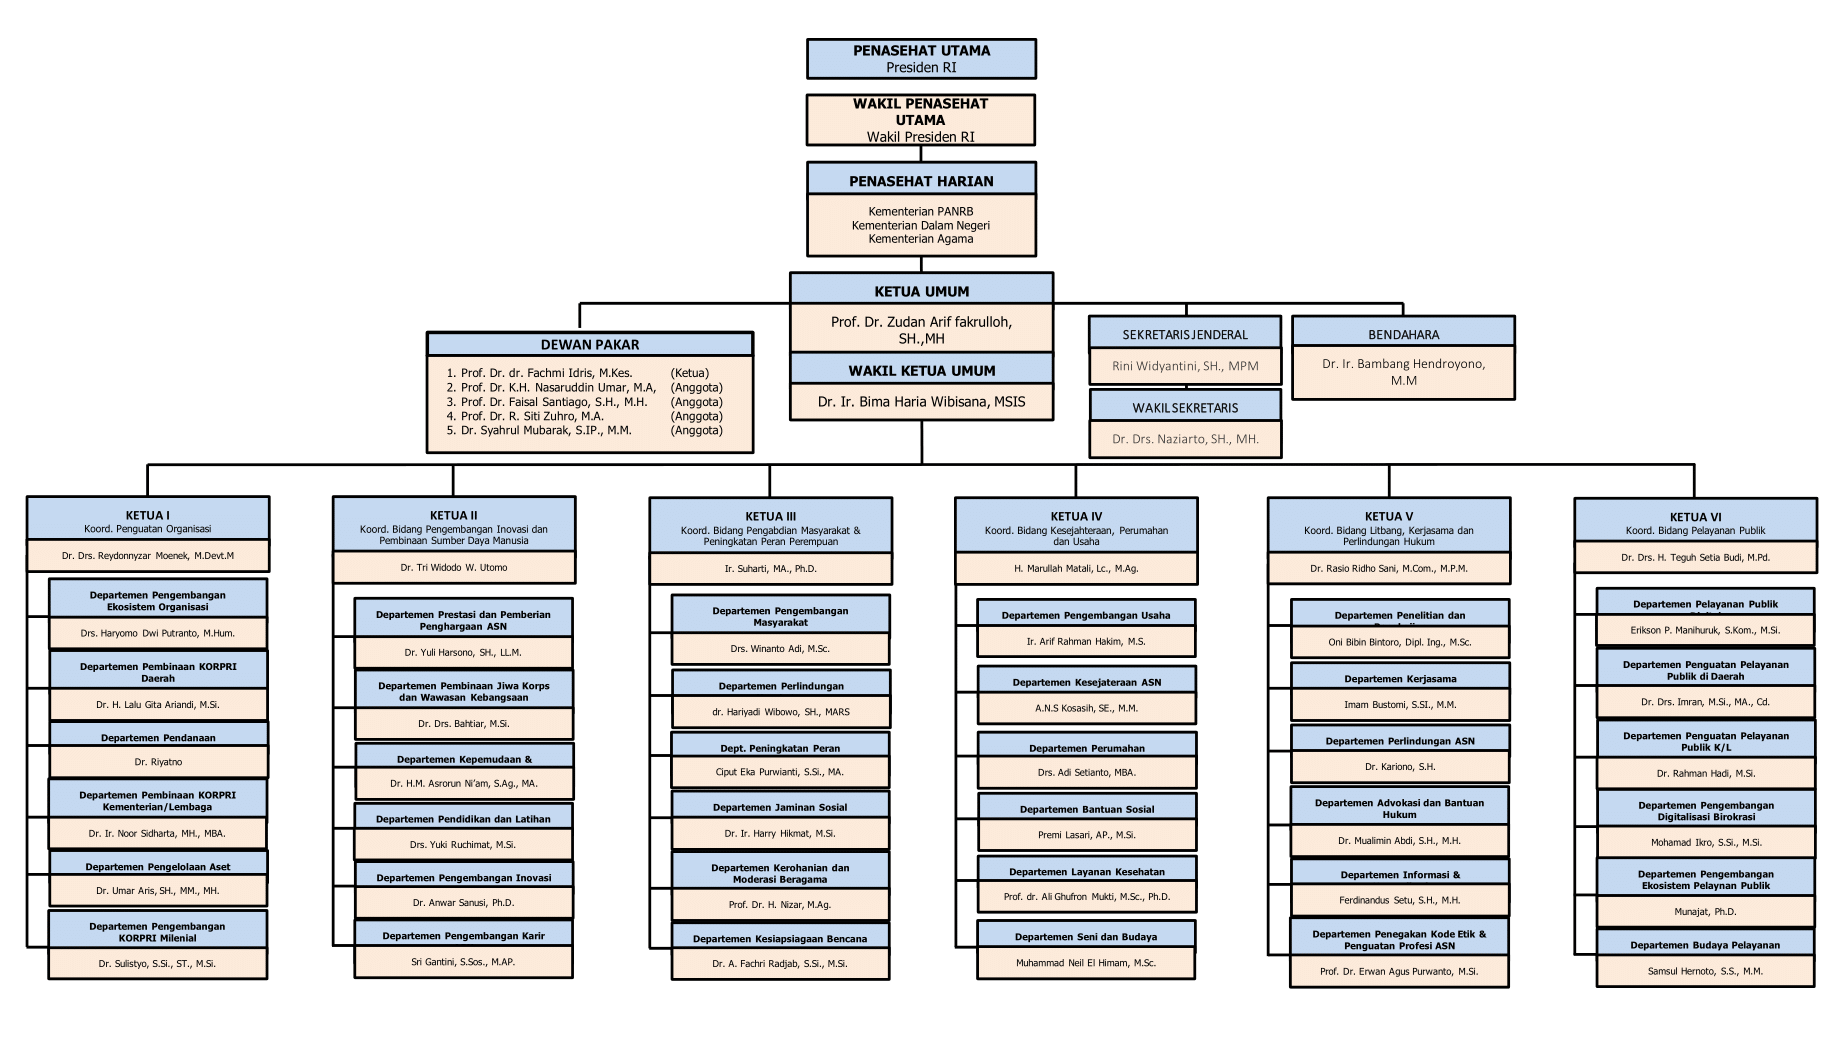 PENASEHAT UTAMA
Presiden RI
WAKIL PENASEHAT
UTAMA
Wakil Presiden RI
PENASEHAT HARIAN
Kementerian PANRB
Kementerian Dalam Negeri
Kementerian Agama
KETUA UMUM
Prof. Dr. Zudan Arif fakrulloh,
SH.,MH
WAKIL KETUA UMUM
Dr. Ir. Bima Haria Wibisana, MSIS
DEWAN PAKAR
1. Prof. Dr. dr. Fachmi Idris, M.Kes. (Ketua)
2. Prof. Dr. K.H. Nasaruddin Umar, M.A, (Anggota)
3. Prof. Dr. Faisal Santiago, S.H., M.H. (Anggota)
4. Prof. Dr. R. Siti Zuhro, M.A. (Anggota)
5. Dr. Syahrul Mubarak, S.IP., M.M. (Anggota)
SEKRETARIS JENDERAL
Rini Widyantini, SH., MPM
WAKIL SEKRETARIS
Dr. Drs. Naziarto, SH., MH.
BENDAHARA
Dr. Ir. Bambang Hendroyono,
M.M
KETUA I
Koord. Penguatan Organisasi
Dr. Drs. Reydonnyzar Moenek, M.Devt.M
Departemen Pengembangan
Ekosistem Organisasi
Drs. Haryomo Dwi Putranto, M.Hum.
Departemen Pembinaan KORPRI
Daerah
Dr. H. Lalu Gita Ariandi, M.Si.
Departemen Pendanaan
Dr. Riyatno
Departemen Pembinaan KORPRI
Kementerian/Lembaga
Dr. Ir. Noor Sidharta, MH., MBA.
Departemen Pengelolaan Aset
Dr. Umar Aris, SH., MM., MH.
Departemen Pengembangan
KORPRI Milenial
Dr. Sulistyo, S.Si., ST., M.Si.
KETUA II
Koord. Bidang Pengembangan Inovasi dan
Pembinaan Sumber Daya Manusia
Dr. Tri Widodo W. Utomo
Departemen Prestasi dan Pemberian
Penghargaan ASN
Dr. Yuli Harsono, SH., LL.M.
Departemen Pembinaan Jiwa Korps
dan Wawasan Kebangsaan
Dr. Drs. Bahtiar, M.Si.
Departemen Kepemudaan &
Dr. H.M. Asrorun Ni'am, S.Ag., MA.
Departemen Pendidikan dan Latihan
Drs. Yuki Ruchimat, M.Si.
Departemen Pengembangan Inovasi
Dr. Anwar Sanusi, Ph.D.
Departemen Pengembangan Karir
Sri Gantini, S.Sos., M.AP.
KETUA III
Koord. Bidang Pengabdian Masyarakat &
Peningkatan Peran Perempuan
Ir. Suharti, MA., Ph.D.
Departemen Pengembangan
Masyarakat
Drs. Winanto Adi, M.Sc.
Departemen Perlindungan
dr. Hariyadi Wibowo, SH., MARS
Dept. Peningkatan Peran
Ciput Eka Purwianti, S.Si., MA.
Departemen Jaminan Sosial
Dr. Ir. Harry Hikmat, M.Si.
Departemen Kerohanian dan
Moderasi Beragama
Prof. Dr. H. Nizar, M.Ag.
Departemen Kesiapsiagaan Bencana
Dr. A. Fachri Radjab, S.Si., M.Si.
KETUA IV
Koord. Bidang Kesejahteraan, Perumahan
dan Usaha
H. Marullah Matali, Lc., M.Ag.
Departemen Pengembangan Usaha
Ir. Arif Rahman Hakim, M.S.
Departemen Kesejateraan ASN
A.N.S Kosasih, SE., M.M.
Departemen Perumahan
Drs. Adi Setianto, MBA.
Departemen Bantuan Sosial
Premi Lasari, AP., M.Si.
Departemen Layanan Kesehatan
Prof. dr. Ali Ghufron Mukti, M.Sc., Ph.D.
Departemen Seni dan Budaya
Muhammad Neil El Himam, M.Sc.
KETUA V
Koord. Bidang Litbang, Kerjasama dan
Perlindungan Hukum
Dr. Rasio Ridho Sani, M.Com., M.P.M.
Departemen Penelitian dan
Oni Bibin Bintoro, Dipl. Ing., M.Sc.
Departemen Kerjasama
Imam Bustomi, S.SI., M.M.
Departemen Perlindungan ASN
Dr. Kariono, S.H.
Departemen Advokasi dan Bantuan
Hukum
Dr. Mualimin Abdi, S.H., M.H.
Departemen Informasi &
Ferdinandus Setu, S.H., M.H.
Departemen Penegakan Kode Etik &
Penguatan Profesi ASN
Prof. Dr. Erwan Agus Purwanto, M.Si.
KETUA VI
Koord. Bidang Pelayanan Publik
Dr. Drs. H. Teguh Setia Budi, M.Pd.
Departemen Pelayanan Publik
Erikson P. Manihuruk, S.Kom., M.Si.
Departemen Penguatan Pelayanan
Publik di Daerah
Dr. Drs. Imran, M.Si., MA., Cd.
Departemen Penguatan Pelayanan
Publik K/L
Dr. Rahman Hadi, M.Si.
Departemen Pengembangan
Digitalisasi Birokrasi
Mohamad Ikro, S.Si., M.Si.
Departemen Pengembangan
Ekosistem Pelaynan Publik
Munajat, Ph.D.
Departemen Budaya Pelayanan
Samsul Hernoto, S.S., M.M.